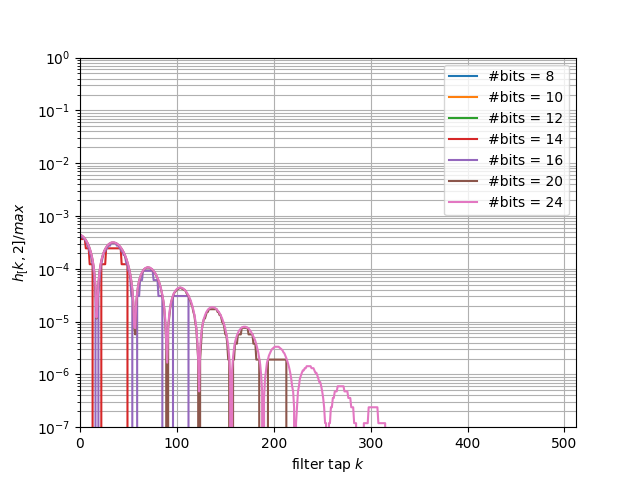 10⁰
10⁻¹
10⁻²
10⁻³
10⁻⁴
10⁻⁵
10⁻⁶
10⁻⁷
h[k, 2]/max
0 100 200 300 400 500
filter tap k
#bits = 8
#bits = 10
#bits = 12
#bits = 14
#bits = 16
#bits = 20
#bits = 24